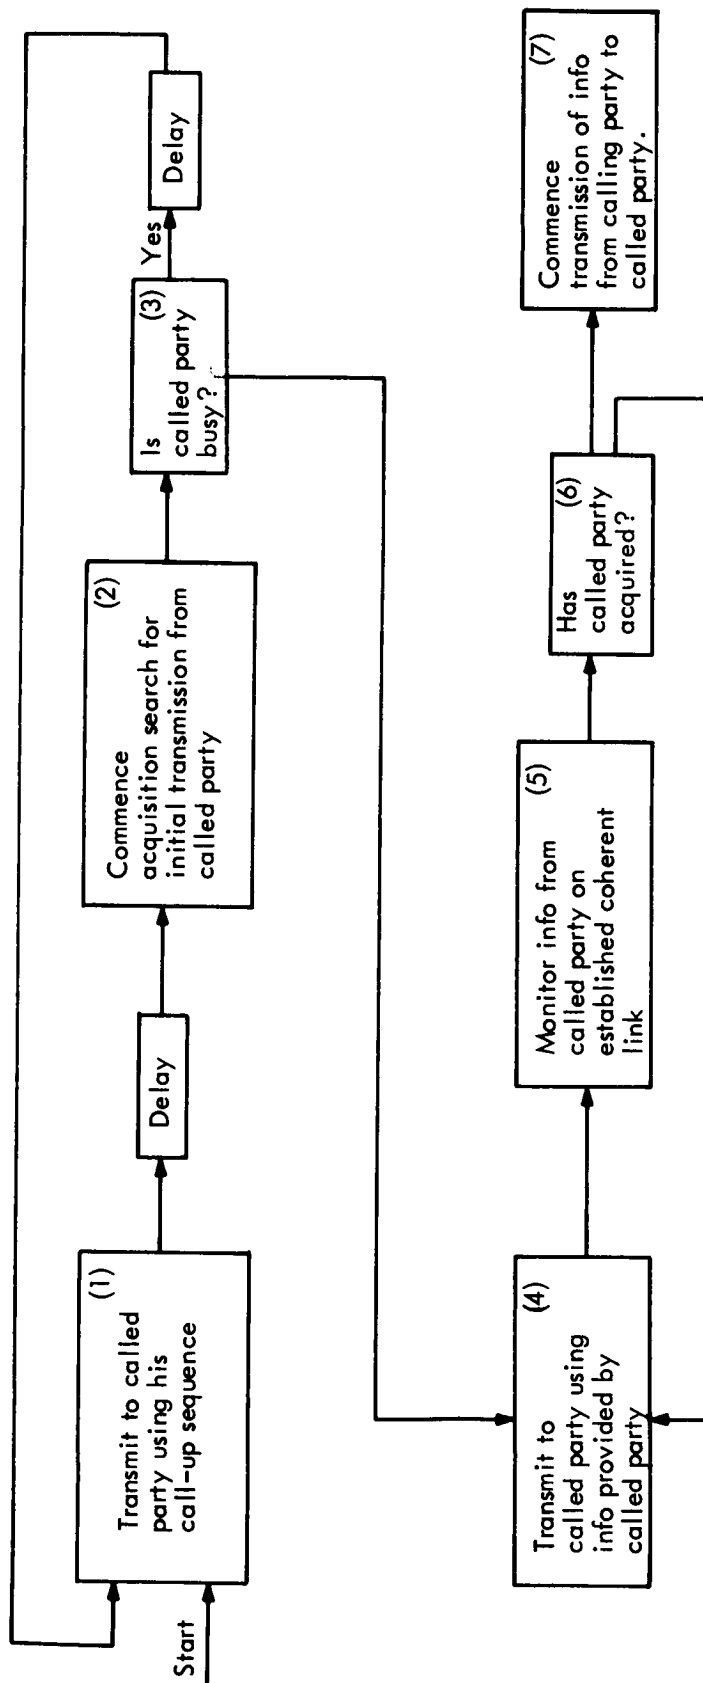 Start
(1)
Transmit to called
party using his
call-up sequence
Delay
(2)
Commence
acquisition search for
initial transmission from
called party
(3)
Is
called party
busy?
Yes
Delay
(4)
Transmit to
called party using
info provided by
called party
(5)
Monitor info from
called party on
established coherent
link
(6)
Has
called party
acquired?
(7)
Commence
transmission of info
from calling party to
called party.